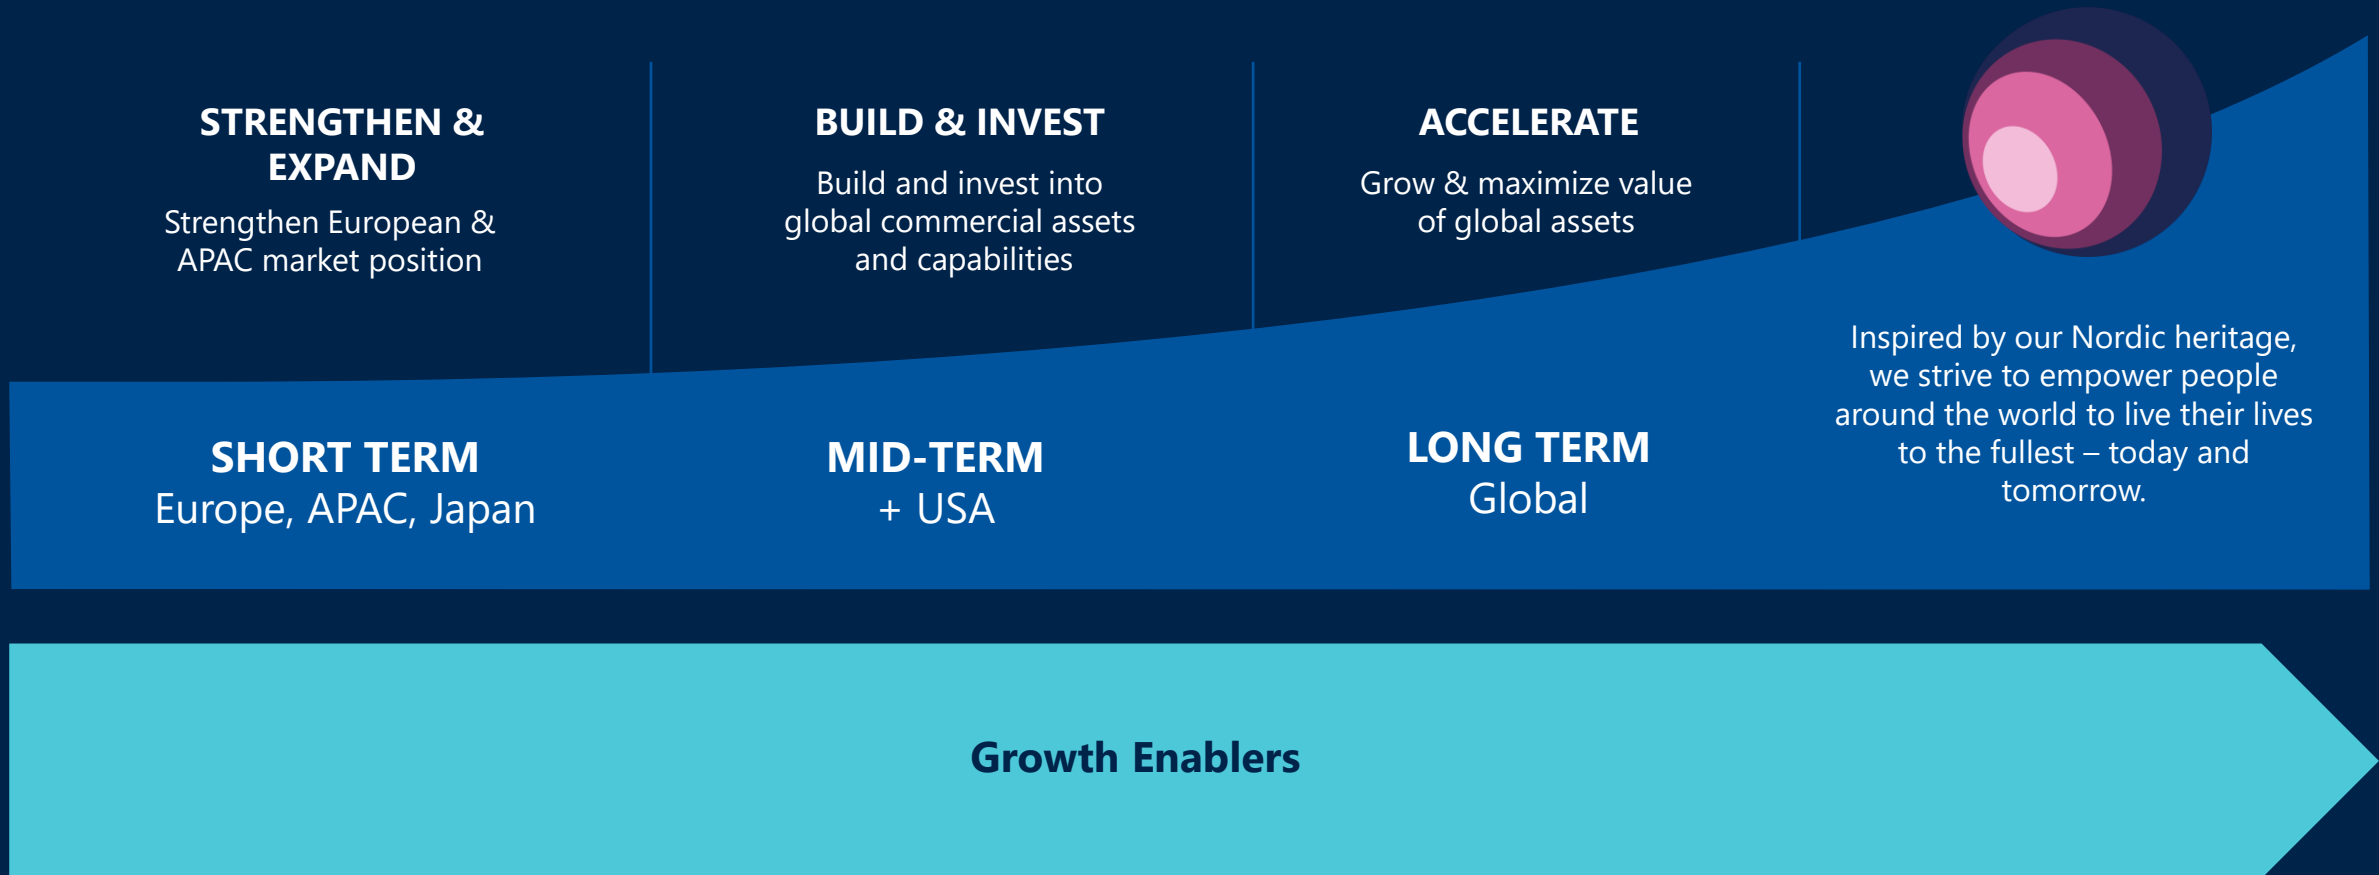 STRENGTHEN &
EXPAND
Strengthen European &
APAC market position
BUILD & INVEST
Build and invest into
global commercial assets
and capabilities
ACCELERATE
Grow & maximize value
of global assets
SHORT TERM
Europe, APAC, Japan
MID-TERM
+ USA
LONG TERM
Global
Inspired by our Nordic heritage,
we strive to empower people
around the world to live their lives
to the fullest – today and
tomorrow.
Growth Enablers